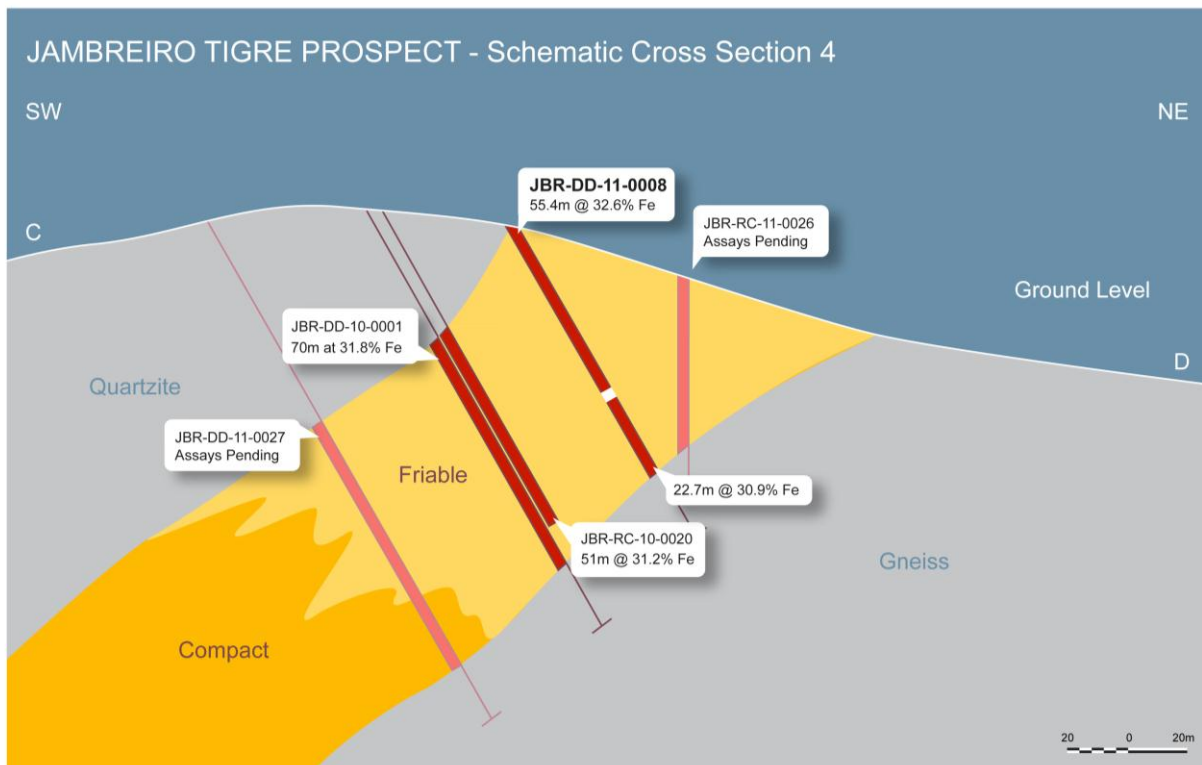 JAMBREIRO TIGRE PROSPECT - Schematic Cross Section 4
SW
NE
JBR-DD-11-0008
55.4m @ 32.6% Fe
JBR-RC-11-0026
Assays Pending
C
Ground Level
JBR-DD-10-0001
70m at 31.8% Fe
D
Quartzite
JBR-DD-11-0027
Assays Pending
Friable
22.7m @ 30.9% Fe
JBR-RC-10-0020
51m @ 31.2% Fe
Gneiss
Compact
20 0 20m